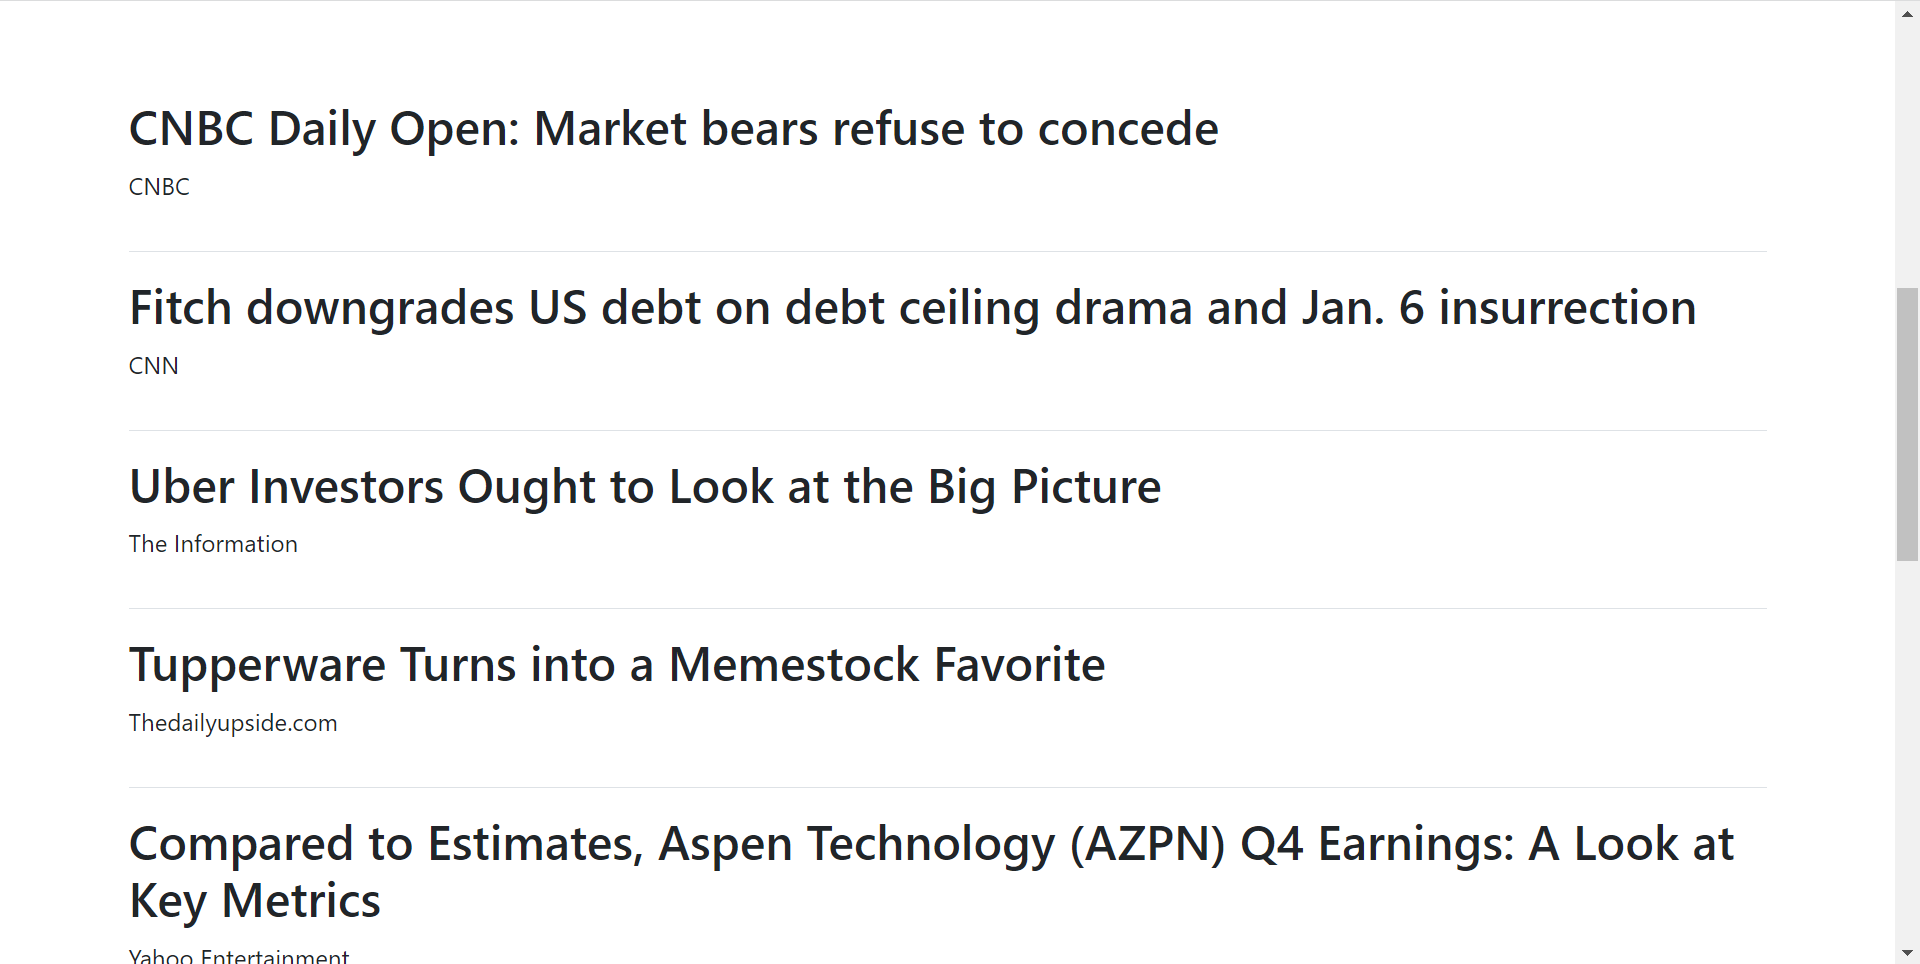 CNBC Daily Open: Market bears refuse to concede
CNBC
Fitch downgrades US debt on debt ceiling drama and Jan. 6 insurrection
CNN
Uber Investors Ought to Look at the Big Picture
The Information
Tupperware Turns into a Memestock Favorite
Thedailyupside.com
Compared to Estimates, Aspen Technology (AZPN) Q4 Earnings: A Look at
Key Metrics
Yahoo Entertainment